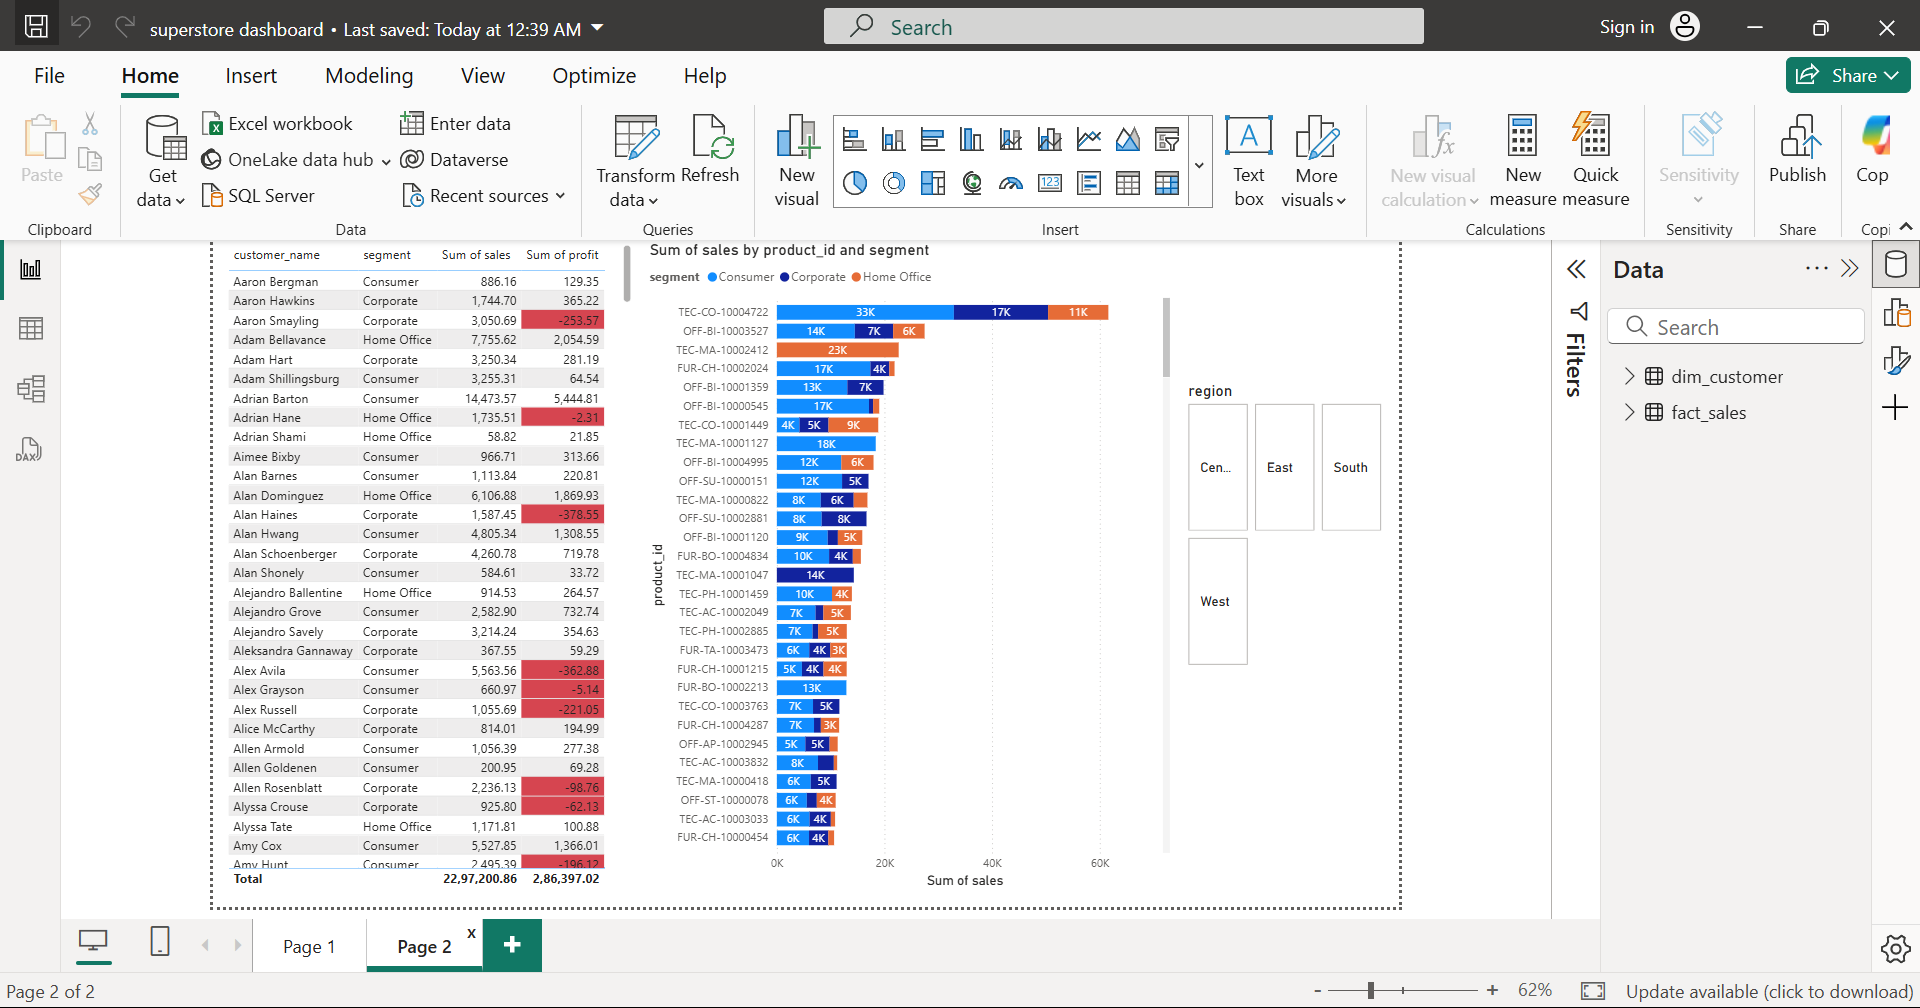 superstore dashboard • Last saved: Today at 12:39 AM
Search
Sign in
File Home Insert Modeling View Optimize Help
Share
Paste
Clipboard
Get data
Excel workbook
OneLake data hub
SQL Server
Enter data
Dataverse
Recent sources
Data
Transform data
Refresh
Queries
New visual
Text box
More visuals
Insert
New visual calculation
New measure
Quick measure
Calculations
Sensitivity
Sensitivity
Publish
Share
Cop
Copi
customer_name segment Sum of sales Sum of profit
Aaron Bergman Consumer 886.16 129.35
Aaron Hawkins Corporate 1,744.70 365.22
Aaron Smayling Corporate 3,050.69 -253.57
Adam Bellavance Home Office 7,755.62 2,054.59
Adam Hart Corporate 3,250.34 281.19
Adam Shillingsburg Consumer 3,255.31 64.54
Adrian Barton Consumer 14,473.57 5,444.81
Adrian Hane Home Office 1,735.51 -2.31
Adrian Shami Home Office 58.82 21.85
Aimee Bixby Consumer 966.71 313.66
Alan Barnes Consumer 1,113.84 220.81
Alan Dominguez Home Office 6,106.88 1,869.93
Alan Haines Corporate 1,587.45 -378.55
Alan Hwang Consumer 4,805.34 1,308.55
Alan Schoenberger Corporate 4,260.78 719.78
Alan Shonely Consumer 584.61 33.72
Alejandro Ballentine Home Office 914.53 264.57
Alejandro Grove Consumer 2,582.90 732.74
Alejandro Savely Corporate 3,214.24 354.63
Aleksandra Gannaway Corporate 367.55 59.29
Alex Avila Consumer 5,563.56 -362.88
Alex Grayson Consumer 660.97 -5.14
Alex Russell Corporate 1,055.69 -221.05
Alice McCarthy Corporate 814.01 194.99
Allen Armold Consumer 1,056.39 277.38
Allen Goldenen Consumer 200.95 69.28
Allen Rosenblatt Corporate 2,236.13 -98.76
Alyssa Crouse Corporate 925.80 -62.13
Alyssa Tate Home Office 1,171.81 100.88
Amy Cox Consumer 5,527.85 1,366.01
Amy Hunt Consumer 2,495.39 -196.12
Total 22,97,200.86 2,86,397.02
Sum of sales by product_id and segment
segment Consumer Corporate Home Office
product_id
TEC-CO-10004722 33K 17K 11K
OFF-BI-10003527 14K 7K 6K
TEC-MA-10002412 23K
FUR-CH-10002024 17K 4K
OFF-BI-10001359 13K 7K
OFF-BI-10000545 17K
TEC-CO-10001449 4K 5K 9K
TEC-MA-10001127 18K
OFF-BI-10004995 12K 6K
OFF-SU-10000151 12K 5K
TEC-MA-10000822 8K 6K
OFF-SU-10002881 8K 8K
OFF-BI-10001120 9K 5K
FUR-BO-10004834 10K 4K
TEC-MA-10001047 14K
TEC-PH-10001459 10K 4K
TEC-AC-10002049 7K 5K
TEC-PH-10002885 7K 5K
FUR-TA-10003473 6K 4K 3K
FUR-CH-10001215 5K 4K 4K
FUR-BO-10002213 13K
TEC-CO-10003763 7K 5K
FUR-CH-10004287 7K 3K
OFF-AP-10002945 5K 5K
TEC-AC-10003832 8K
TEC-MA-10000418 6K 5K
OFF-ST-10000078 6K 4K
TEC-AC-10003033 6K 4K
FUR-CH-10000454 6K 4K
0K 20K 40K 60K
Sum of sales
region
Cen... East South
West
Filters
Data
Search
dim_customer
fact_sales
DAX
Page 1
Page 2 x
Page 2 of 2
- + 62%
Update available (click to download)